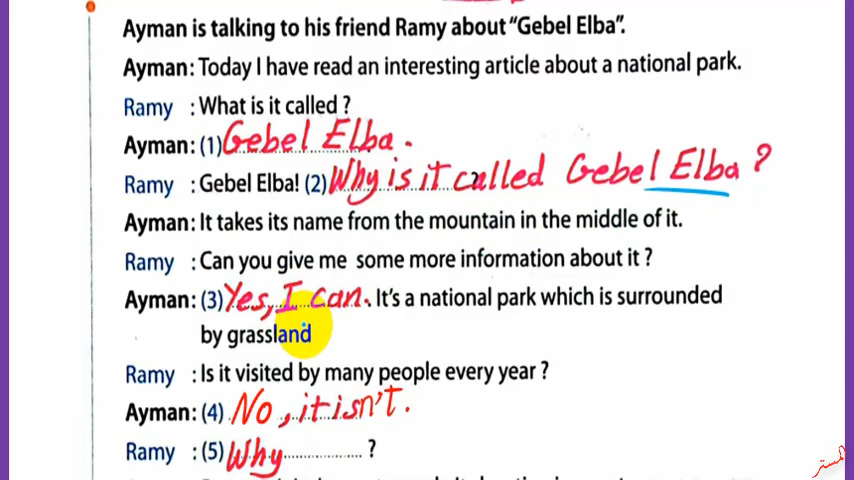 Ayman is talking to his friend Ramy about "Gebel Elba".
Ayman: Today I have read an interesting article about a national park.
Ramy : What is it called ?
Ayman: (1) Gebel Elba.
Ramy : Gebel Elba! (2) Why is it called Gebel Elba ?
Ayman: It takes its name from the mountain in the middle of it.
Ramy : Can you give me some more information about it ?
Ayman: (3) Yes, I can. It's a national park which is surrounded
by grassland
Ramy : Is it visited by many people every year ?
Ayman: (4) No, it isn't.
Ramy : (5) Why ................ ?
المستر